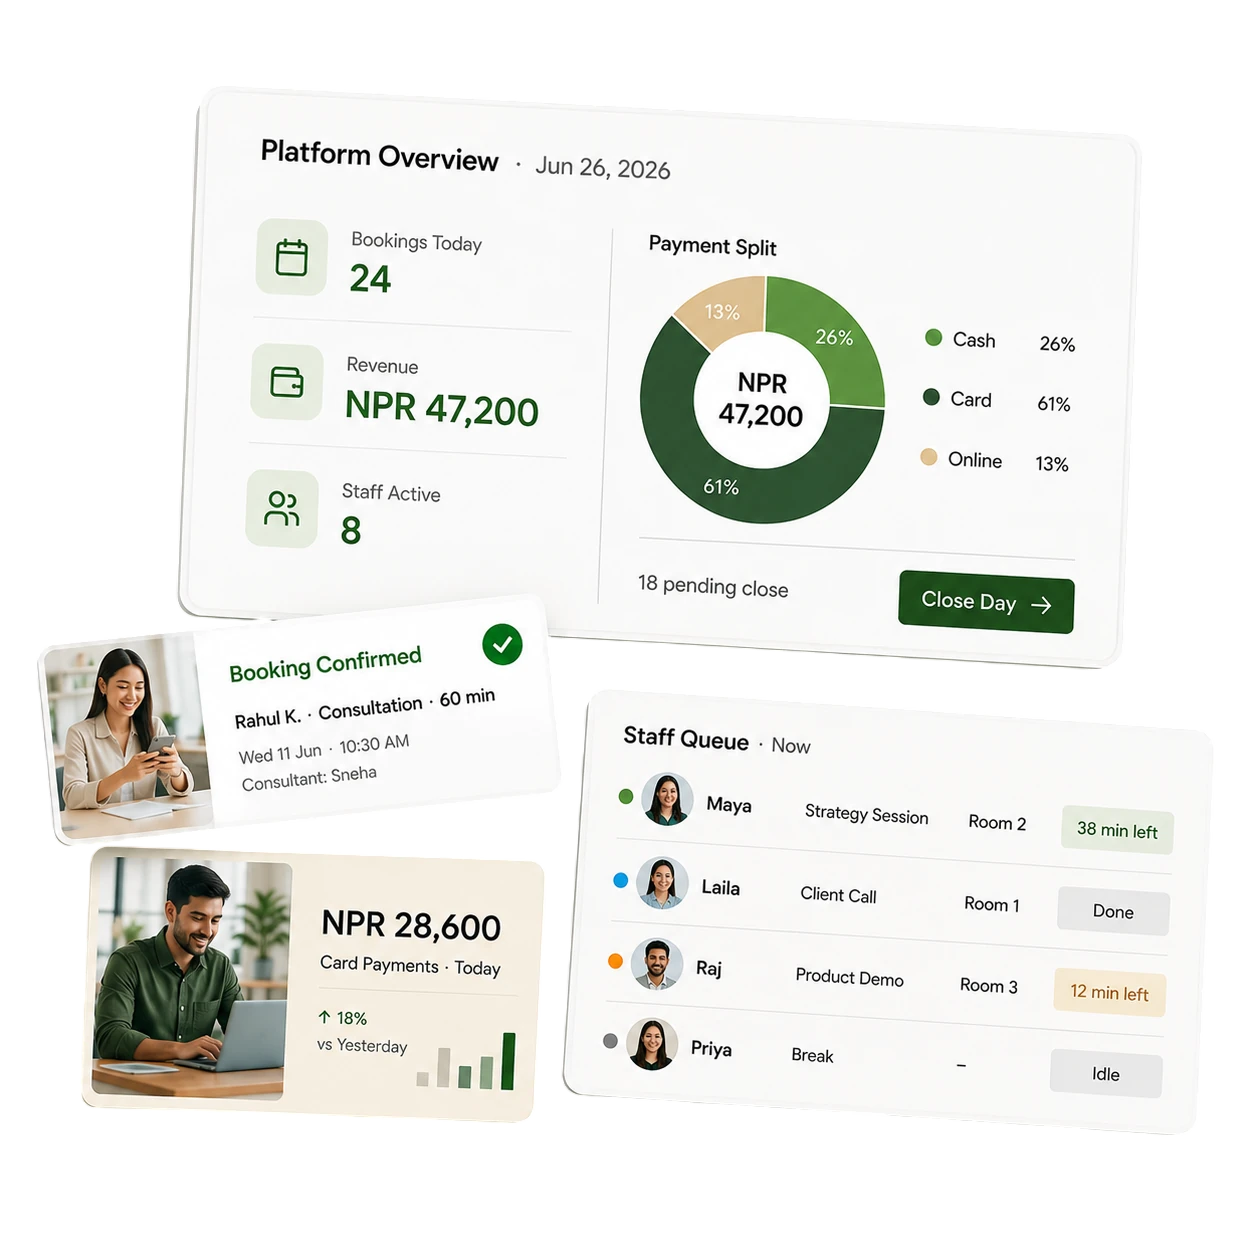 Platform Overview · Jun 26, 2026
Bookings Today
24
Revenue
NPR 47,200
Staff Active
8
Payment Split
13%
26%
61%
NPR
47,200
Cash 26%
Card 61%
Online 13%
18 pending close
Close Day →
Booking Confirmed
Rahul K. · Consultation · 60 min
Wed 11 Jun · 10:30 AM
Consultant: Sneha
NPR 28,600
Card Payments · Today
↑ 18%
vs Yesterday
Staff Queue · Now
Maya Strategy Session Room 2 38 min left
Laila Client Call Room 1 Done
Raj Product Demo Room 3 12 min left
Priya Break – Idle